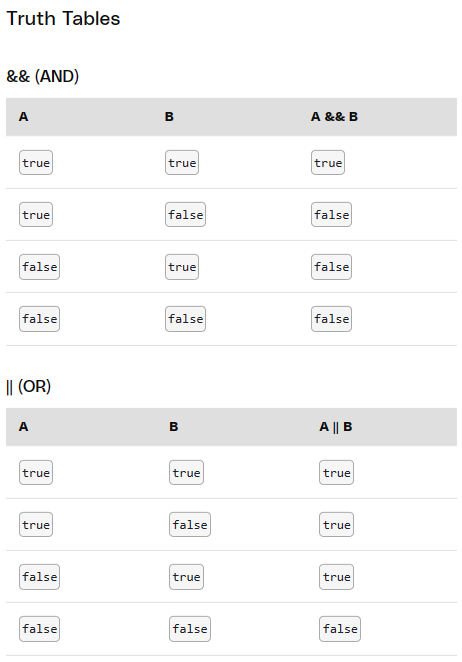 Truth Tables
&& (AND)
A B A && B
true true true
true false false
false true false
false false false
|| (OR)
A B A || B
true true true
true false true
false true true
false false false